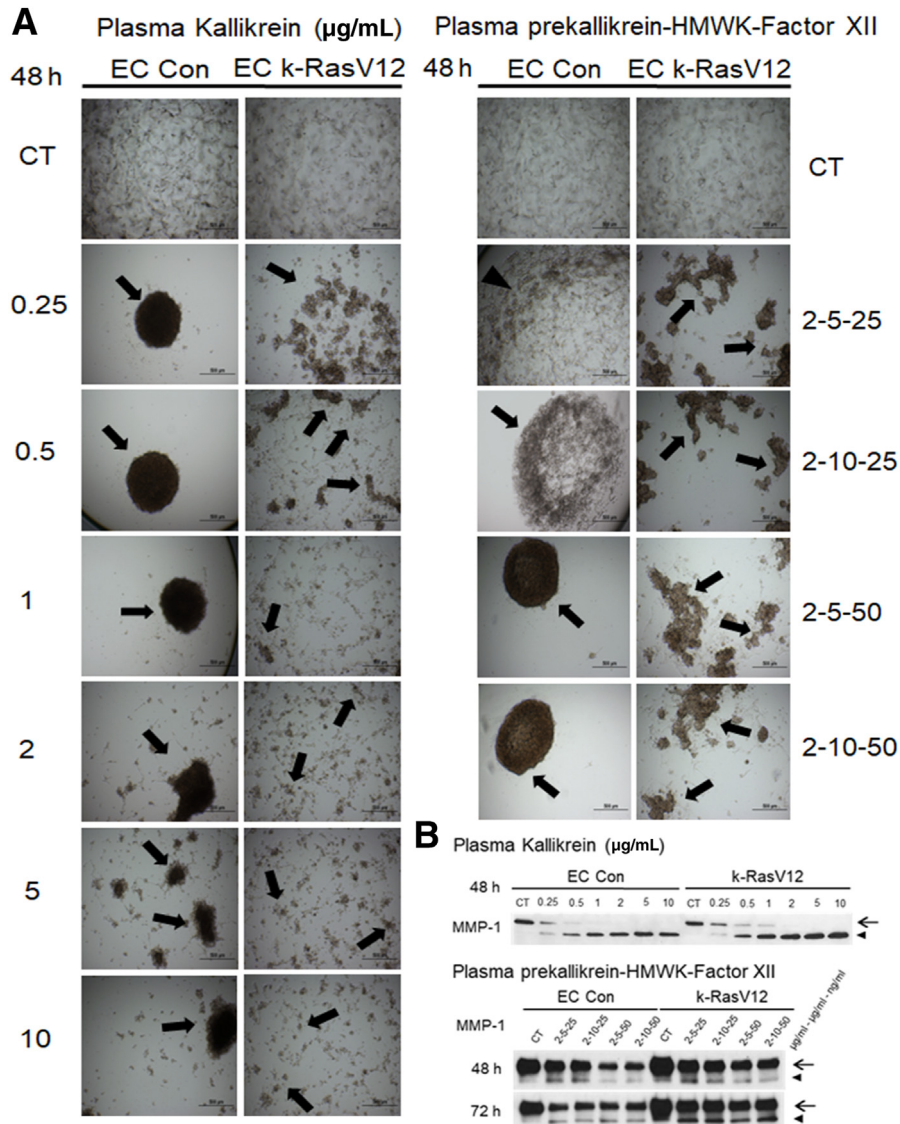 A
Plasma Kallikrein (µg/mL)
Plasma prekallikrein-HMWK-Factor XII
48 h
EC Con
EC k-RasV12
48 h
EC Con
EC k-RasV12
CT
CT
0.25
2-5-25
0.5
2-10-25
1
2-5-50
2
2-10-50
5
10
B
Plasma Kallikrein (µg/mL)
48 h
EC Con
k-RasV12
CT 0.25 0.5 1 2 5 10 CT 0.25 0.5 1 2 5 10
MMP-1
Plasma prekallikrein-HMWK-Factor XII
EC Con
k-RasV12
MMP-1
CT 2-5-25 2-10-25 2-5-50 2-10-50 CT 2-5-25 2-10-25 2-5-50 2-10-50 µg/ml - µg/ml - ng/ml
48 h
72 h